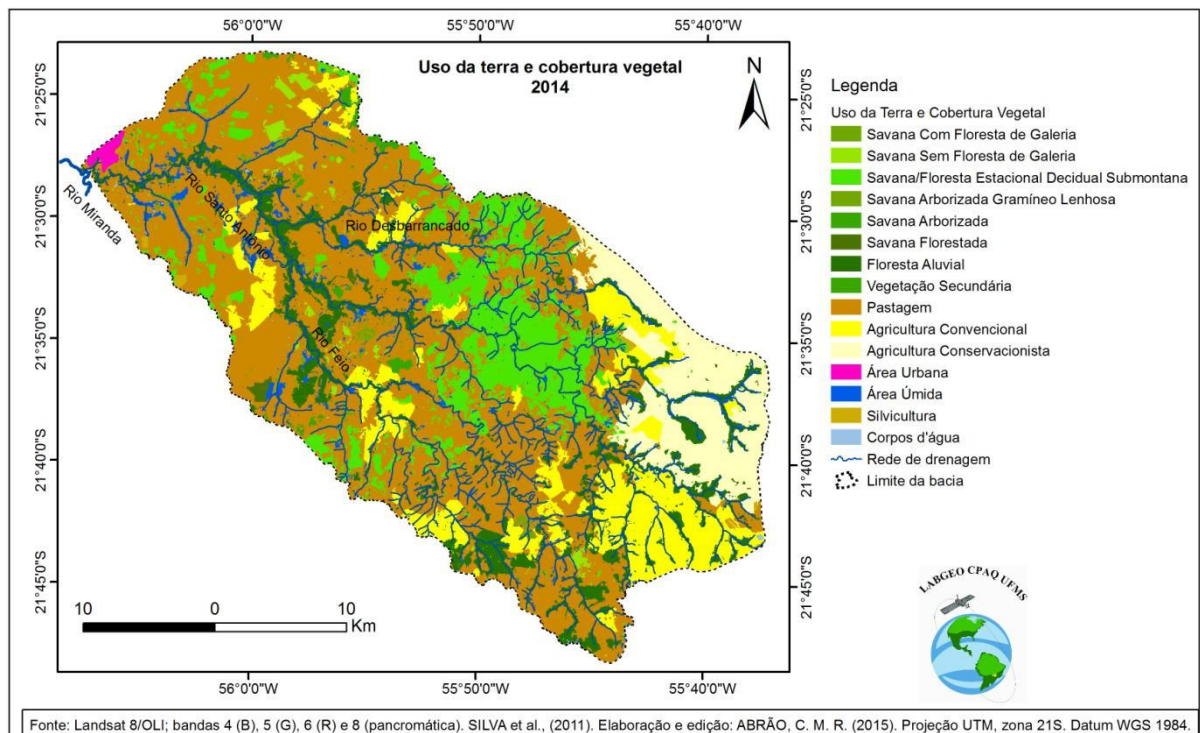 56°0'0"W
55°50'0"W
55°40'0"W
Uso da terra e cobertura vegetal
2014
N
21°25'0"S
21°30'0"S
21°35'0"S
21°40'0"S
21°45'0"S
21°25'0"S
21°30'0"S
21°35'0"S
21°40'0"S
21°45'0"S
Rio Miranda
Rio Santo Antonio
Rio Desbarrancado
Rio Feio
10 0 10
Km
56°0'0"W
55°50'0"W
55°40'0"W
Legenda
Uso da Terra e Cobertura Vegetal
Savana Com Floresta de Galeria
Savana Sem Floresta de Galeria
Savana/Floresta Estacional Decidual Submontana
Savana Arborizada Gramíneo Lenhosa
Savana Arborizada
Savana Florestada
Floresta Aluvial
Vegetação Secundária
Pastagem
Agricultura Convencional
Agricultura Conservacionista
Área Urbana
Área Úmida
Silvicultura
Corpos d'água
Rede de drenagem
Limite da bacia
LABGEO CPAQ UFMS
Fonte: Landsat 8/OLI; bandas 4 (B), 5 (G), 6 (R) e 8 (pancromática). SILVA et al., (2011). Elaboração e edição: ABRÃO, C. M. R. (2015). Projeção UTM, zona 21S. Datum WGS 1984.